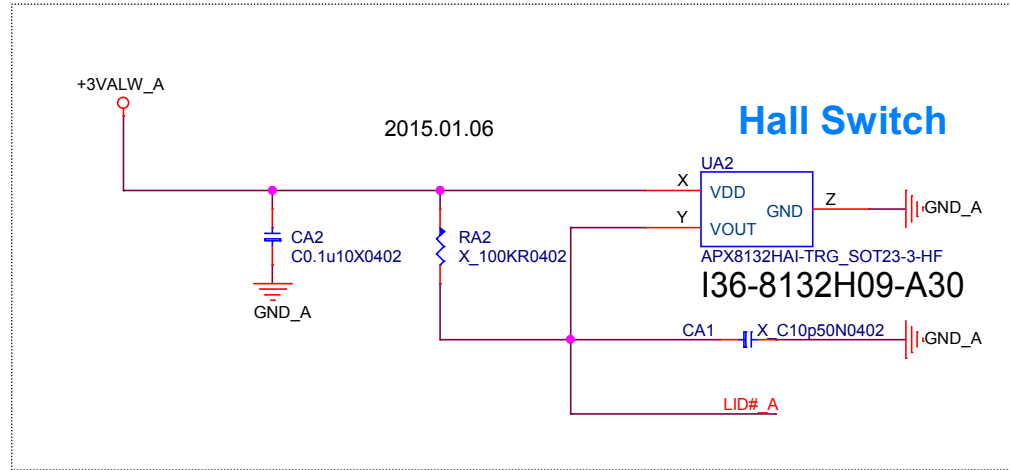 +3VALW_A
2015.01.06
Hall Switch
UA2
X
VDD
Y
VOUT
GND
Z
GND_A
APX8132HAI-TRG_SOT23-3-HF
I36-8132H09-A30
CA2
C0.1u10X0402
GND_A
RA2
X_100KR0402
CA1
X_C10p50N0402
GND_A
LID#_A